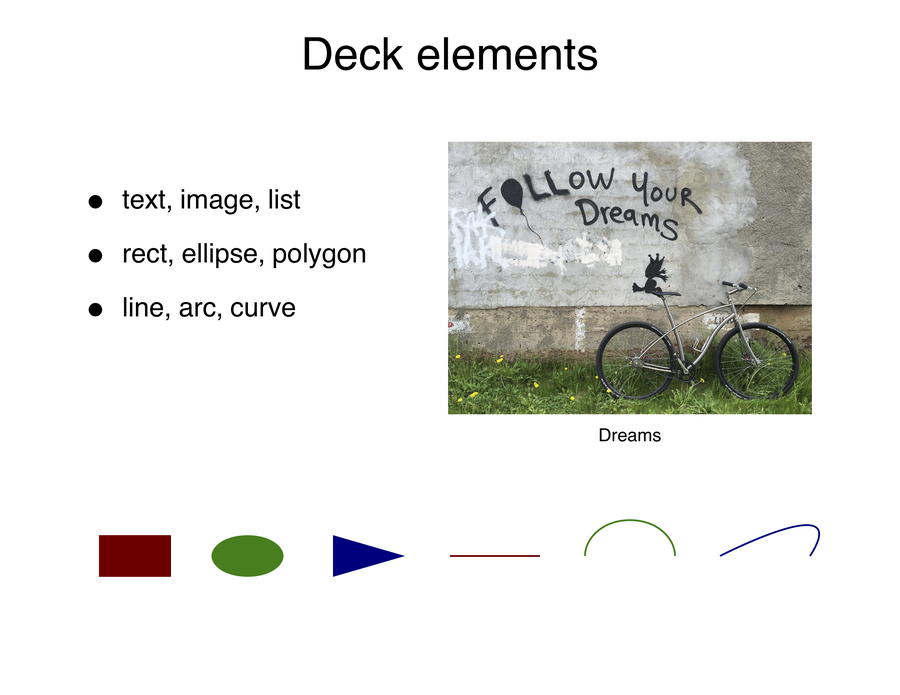 Deck elements
text, image, list
rect, ellipse, polygon
line, arc, curve
FOLLOW YOUR
Dreams
Dreams